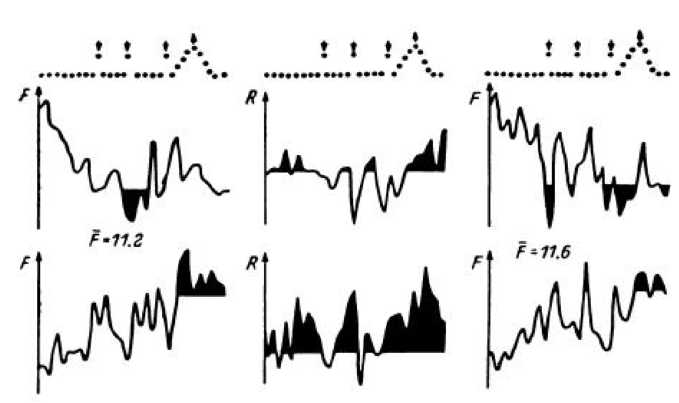 F R F
F̄=11.2
F R F
F̄=11.6